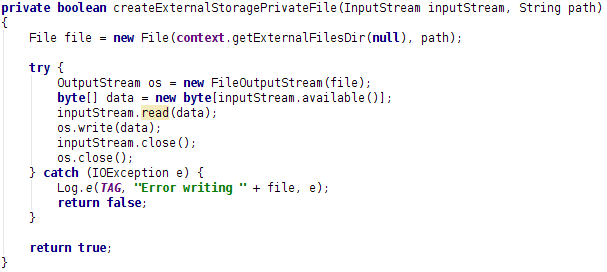 private boolean createExternalStoragePrivateFile(InputStream inputStream, String path)
{
    File file = new File(context.getExternalFilesDir(null), path);

    try {
        OutputStream os = new FileOutputStream(file);
        byte[] data = new byte[inputStream.available()];
        inputStream.read(data);
        os.write(data);
        inputStream.close();
        os.close();
    } catch (IOException e) {
        Log.e(TAG, "Error writing " + file, e);
        return false;
    }

    return true;
}